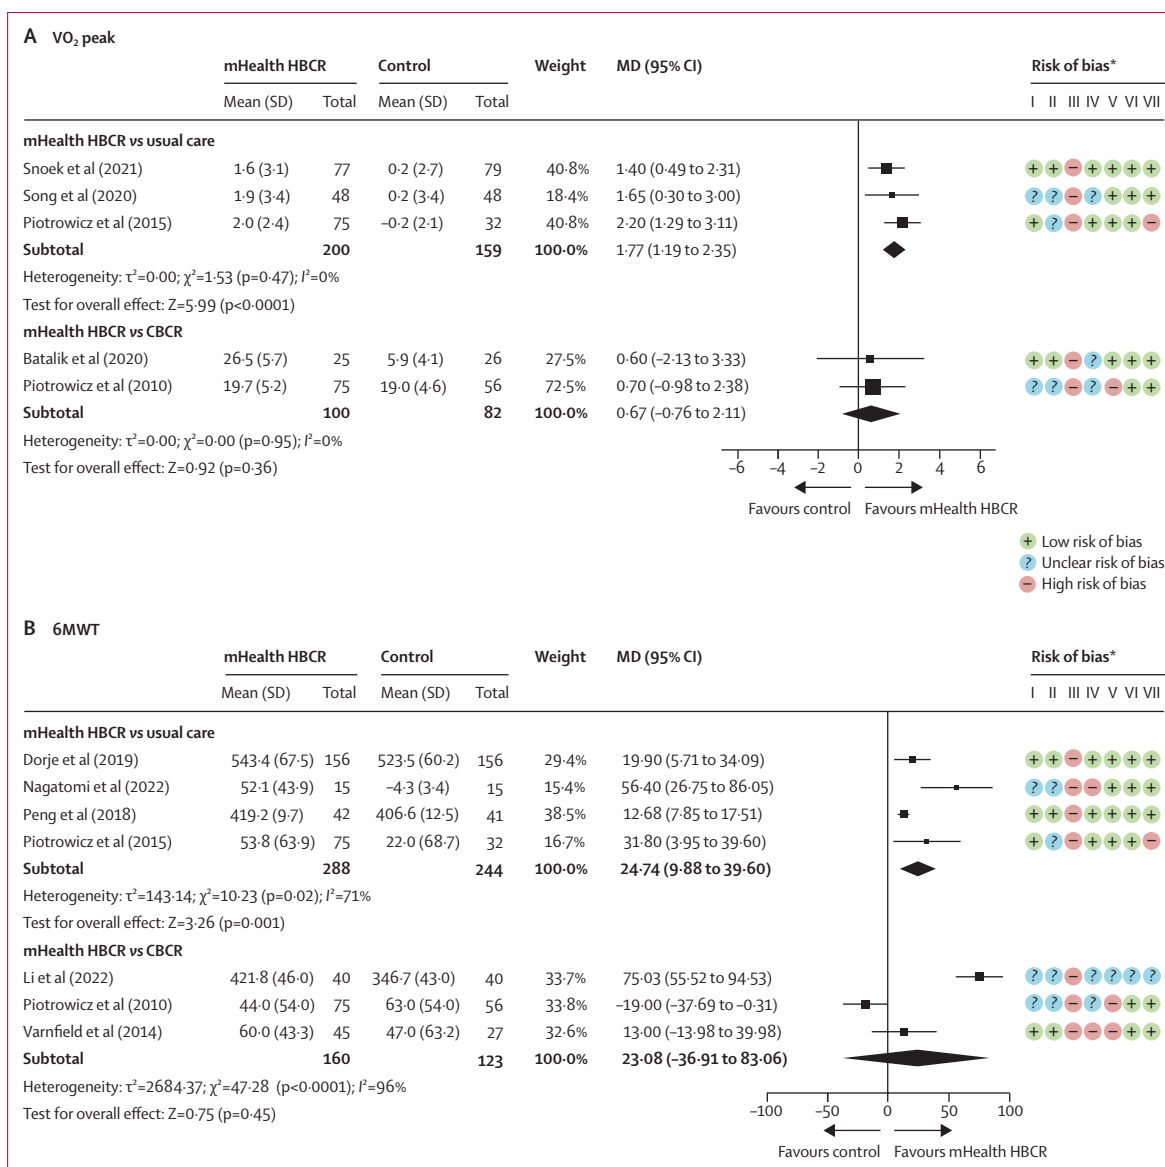 A VO₂ peak
mHealth HBCR Control Weight MD (95% CI) Risk of bias*
Mean (SD) Total Mean (SD) Total I II III IV V VI VII
mHealth HBCR vs usual care
Snoek et al (2021) 1·6 (3·1) 77 0·2 (2·7) 79 40·8% 1·40 (0·49 to 2·31) + + − + + + +
Song et al (2020) 1·9 (3·4) 48 0·2 (3·4) 48 18·4% 1·65 (0·30 to 3·00) ? ? − ? + + +
Piotrowicz et al (2015) 2·0 (2·4) 75 −0·2 (2·1) 32 40·8% 2·20 (1·29 to 3·11) + ? − + + + −
Subtotal 200 159 100·0% 1·77 (1·19 to 2·35)
Heterogeneity: τ²=0·00; χ²=1·53 (p=0·47); I²=0%
Test for overall effect: Z=5·99 (p<0·0001)
mHealth HBCR vs CBCR
Batalik et al (2020) 26·5 (5·7) 25 5·9 (4·1) 26 27·5% 0·60 (−2·13 to 3·33) + + − ? + + +
Piotrowicz et al (2010) 19·7 (5·2) 75 19·0 (4·6) 56 72·5% 0·70 (−0·98 to 2·38) ? ? − ? − + +
Subtotal 100 82 100·0% 0·67 (−0·76 to 2·11)
Heterogeneity: τ²=0·00; χ²=0·00 (p=0·95); I²=0%
Test for overall effect: Z=0·92 (p=0·36)
−6 −4 −2 0 2 4 6
Favours control Favours mHealth HBCR
+ Low risk of bias
? Unclear risk of bias
− High risk of bias
B 6MWT
mHealth HBCR Control Weight MD (95% CI) Risk of bias*
Mean (SD) Total Mean (SD) Total I II III IV V VI VII
mHealth HBCR vs usual care
Dorje et al (2019) 543·4 (67·5) 156 523·5 (60·2) 156 29·4% 19·90 (5·71 to 34·09) + + − + + + +
Nagatomi et al (2022) 52·1 (43·9) 15 −4·3 (3·4) 15 15·4% 56·40 (26·75 to 86·05) ? ? − − + + +
Peng et al (2018) 419·2 (9·7) 42 406·6 (12·5) 41 38·5% 12·68 (7·85 to 17·51) + + − + + + +
Piotrowicz et al (2015) 53·8 (63·9) 75 22·0 (68·7) 32 16·7% 31·80 (3·95 to 39·60) + ? − + + + −
Subtotal 288 244 100·0% 24·74 (9·88 to 39·60)
Heterogeneity: τ²=143·14; χ²=10·23 (p=0·02); I²=71%
Test for overall effect: Z=3·26 (p=0·001)
mHealth HBCR vs CBCR
Li et al (2022) 421·8 (46·0) 40 346·7 (43·0) 40 33·7% 75·03 (55·52 to 94·53) ? ? − ? ? ? ?
Piotrowicz et al (2010) 44·0 (54·0) 75 63·0 (54·0) 56 33·8% −19·00 (−37·69 to −0·31) ? ? − ? − + +
Varnfield et al (2014) 60·0 (43·3) 45 47·0 (63·2) 27 32·6% 13·00 (−13·98 to 39·98) + + − − − + +
Subtotal 160 123 100·0% 23·08 (−36·91 to 83·06)
Heterogeneity: τ²=2684·37; χ²=47·28 (p<0·0001); I²=96%
Test for overall effect: Z=0·75 (p=0·45)
−100 −50 0 50 100
Favours control Favours mHealth HBCR